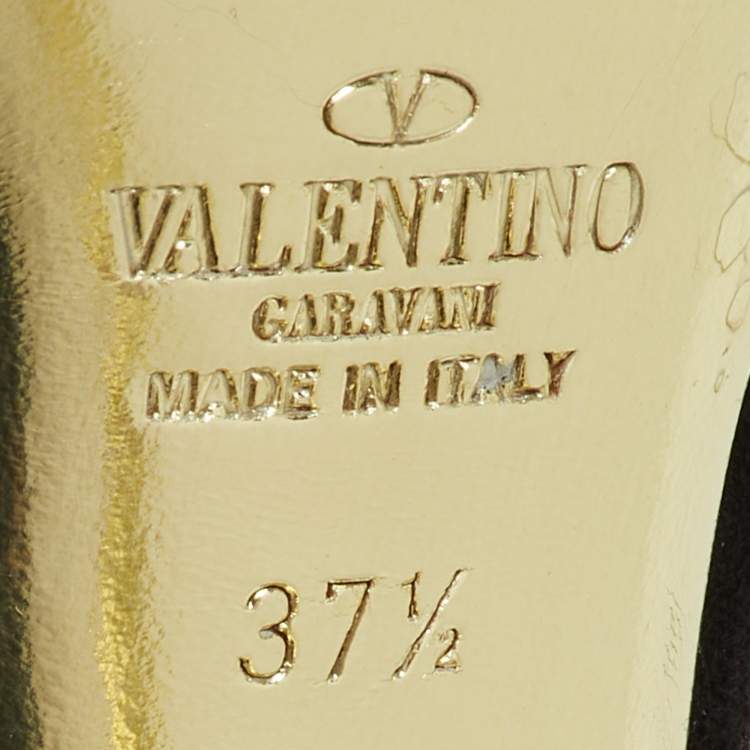 V
VALENTINO
GARAVANI
MADE IN ITALY
37½